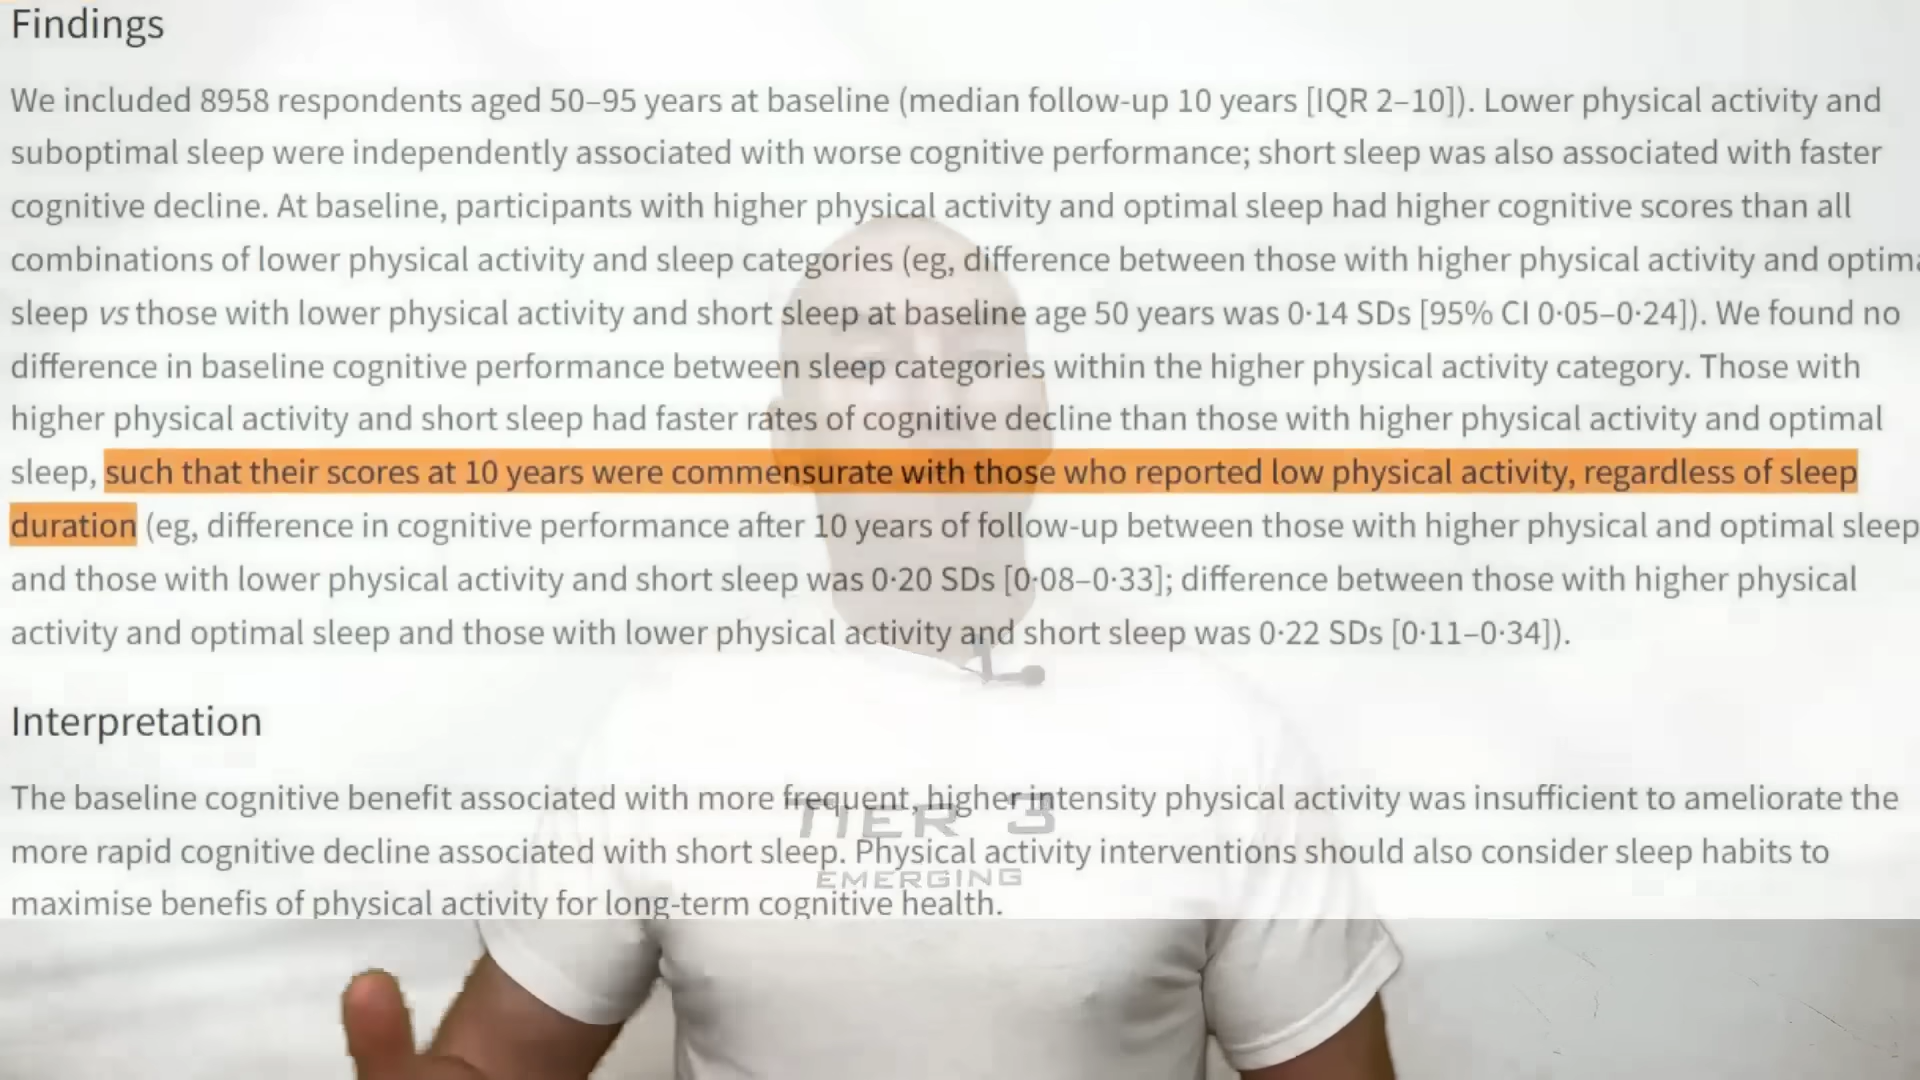 Findings
We included 8958 respondents aged 50–95 years at baseline (median follow-up 10 years [IQR 2–10]). Lower physical activity and
suboptimal sleep were independently associated with worse cognitive performance; short sleep was also associated with faster
cognitive decline. At baseline, participants with higher physical activity and optimal sleep had higher cognitive scores than all
combinations of lower physical activity and sleep categories (eg, difference between those with higher physical activity and optima
sleep vs those with lower physical activity and short sleep at baseline age 50 years was 0·14 SDs [95% CI 0·05–0·24]). We found no
difference in baseline cognitive performance between sleep categories within the higher physical activity category. Those with
higher physical activity and short sleep had faster rates of cognitive decline than those with higher physical activity and optimal
sleep, such that their scores at 10 years were commensurate with those who reported low physical activity, regardless of sleep
duration (eg, difference in cognitive performance after 10 years of follow-up between those with higher physical and optimal sleep
and those with lower physical activity and short sleep was 0·20 SDs [0·08–0·33]; difference between those with higher physical
activity and optimal sleep and those with lower physical activity and short sleep was 0·22 SDs [0·11–0·34]).
Interpretation
The baseline cognitive benefit associated with more frequent, higher intensity physical activity was insufficient to ameliorate the
TIER 3
more rapid cognitive decline associated with short sleep. Physical activity interventions should also consider sleep habits to
EMERGING
maximise benefis of physical activity for long-term cognitive health.